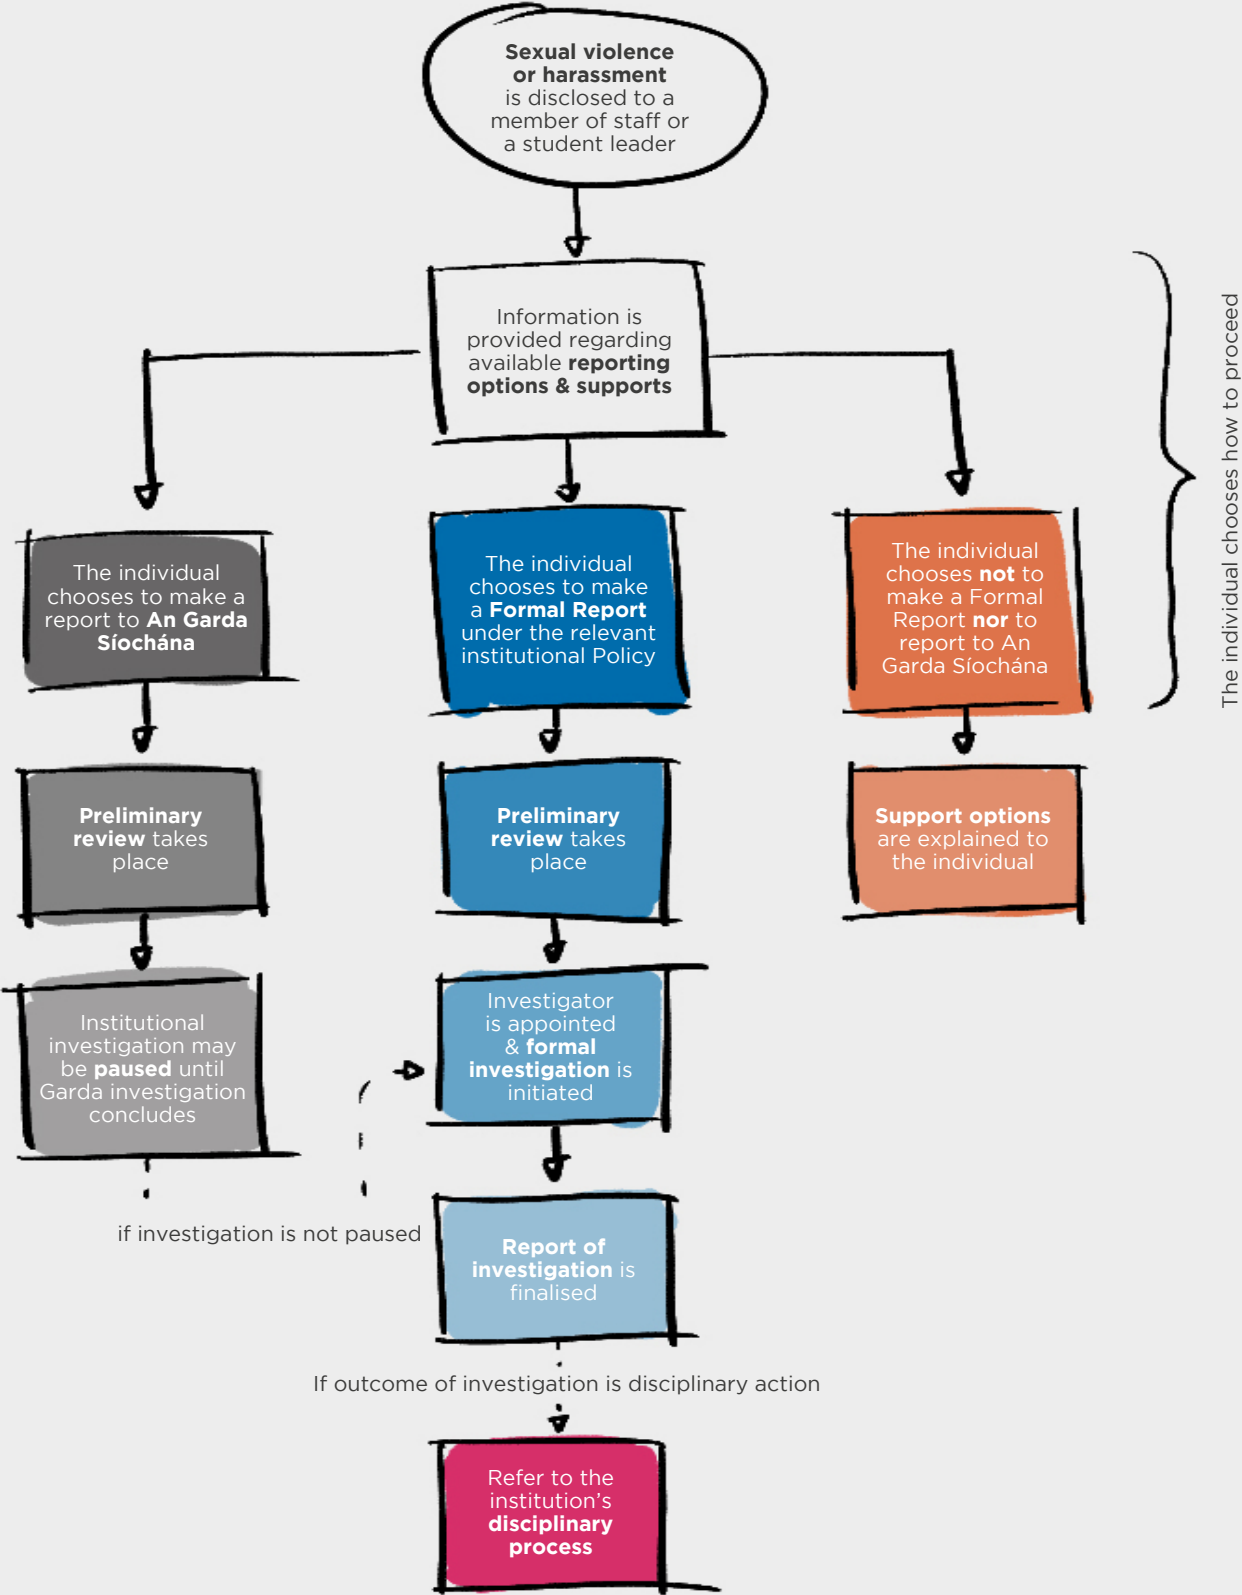 Sexual violence
or harassment
is disclosed to a
member of staff or
a student leader
Information is
provided regarding
available reporting
options & supports
The individual chooses how to proceed
The individual
chooses to make a
report to An Garda
Síochána
The individual
chooses to make
a Formal Report
under the relevant
institutional Policy
The individual
chooses not to
make a Formal
Report nor to
report to An
Garda Síochána
Preliminary
review takes
place
Preliminary
review takes
place
Support options
are explained to
the individual
Institutional
investigation may
be paused until
Garda investigation
concludes
Investigator
is appointed
& formal
investigation is
initiated
if investigation is not paused
Report of
investigation is
finalised
If outcome of investigation is disciplinary action
Refer to the
institution’s
disciplinary
process